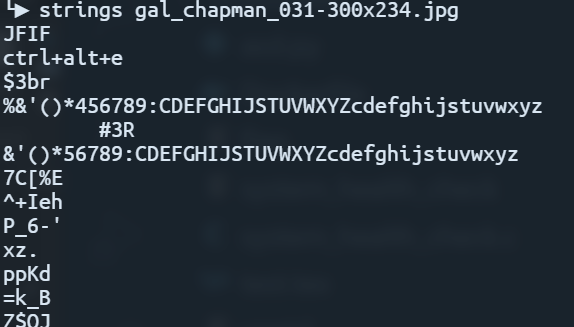 └▶ strings gal_chapman_031-300x234.jpg
JFIF
ctrl+alt+e
$3br
%&'()*456789:CDEFGHIJSTUVWXYZcdefghijstuvwxyz
#3R
&'()*56789:CDEFGHIJSTUVWXYZcdefghijstuvwxyz
7C[%E
^+Ieh
P_6-'
xz.
ppKd
=k_B
Z$OJ